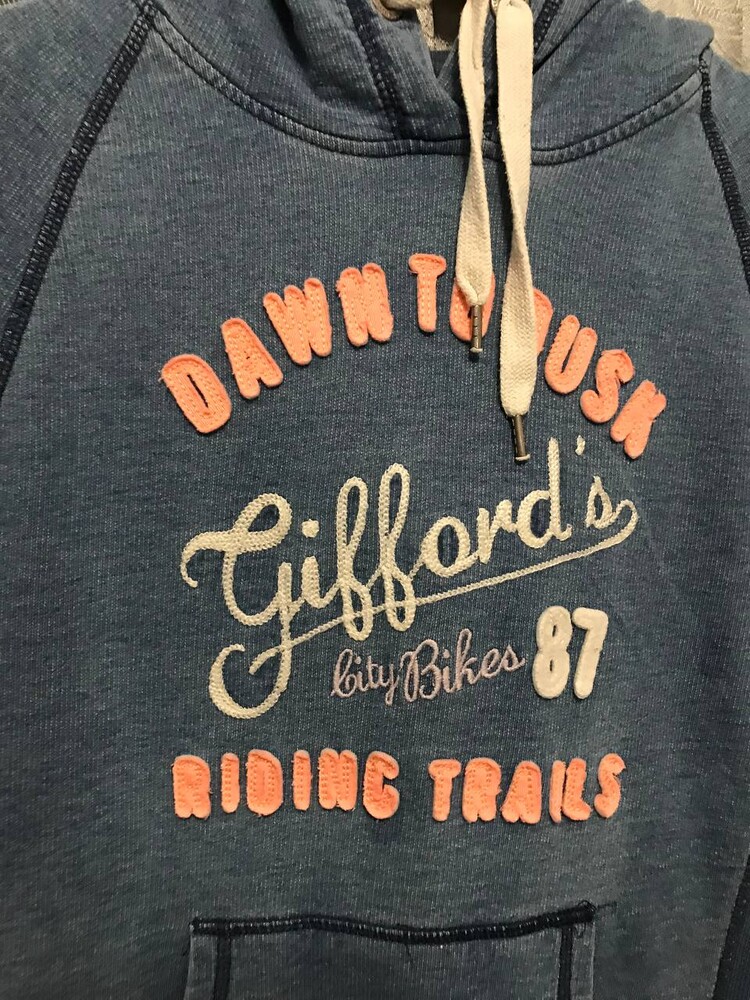 DAWN TO DUSK
Gifford's
City Bikes 87
RIDING TRAILS